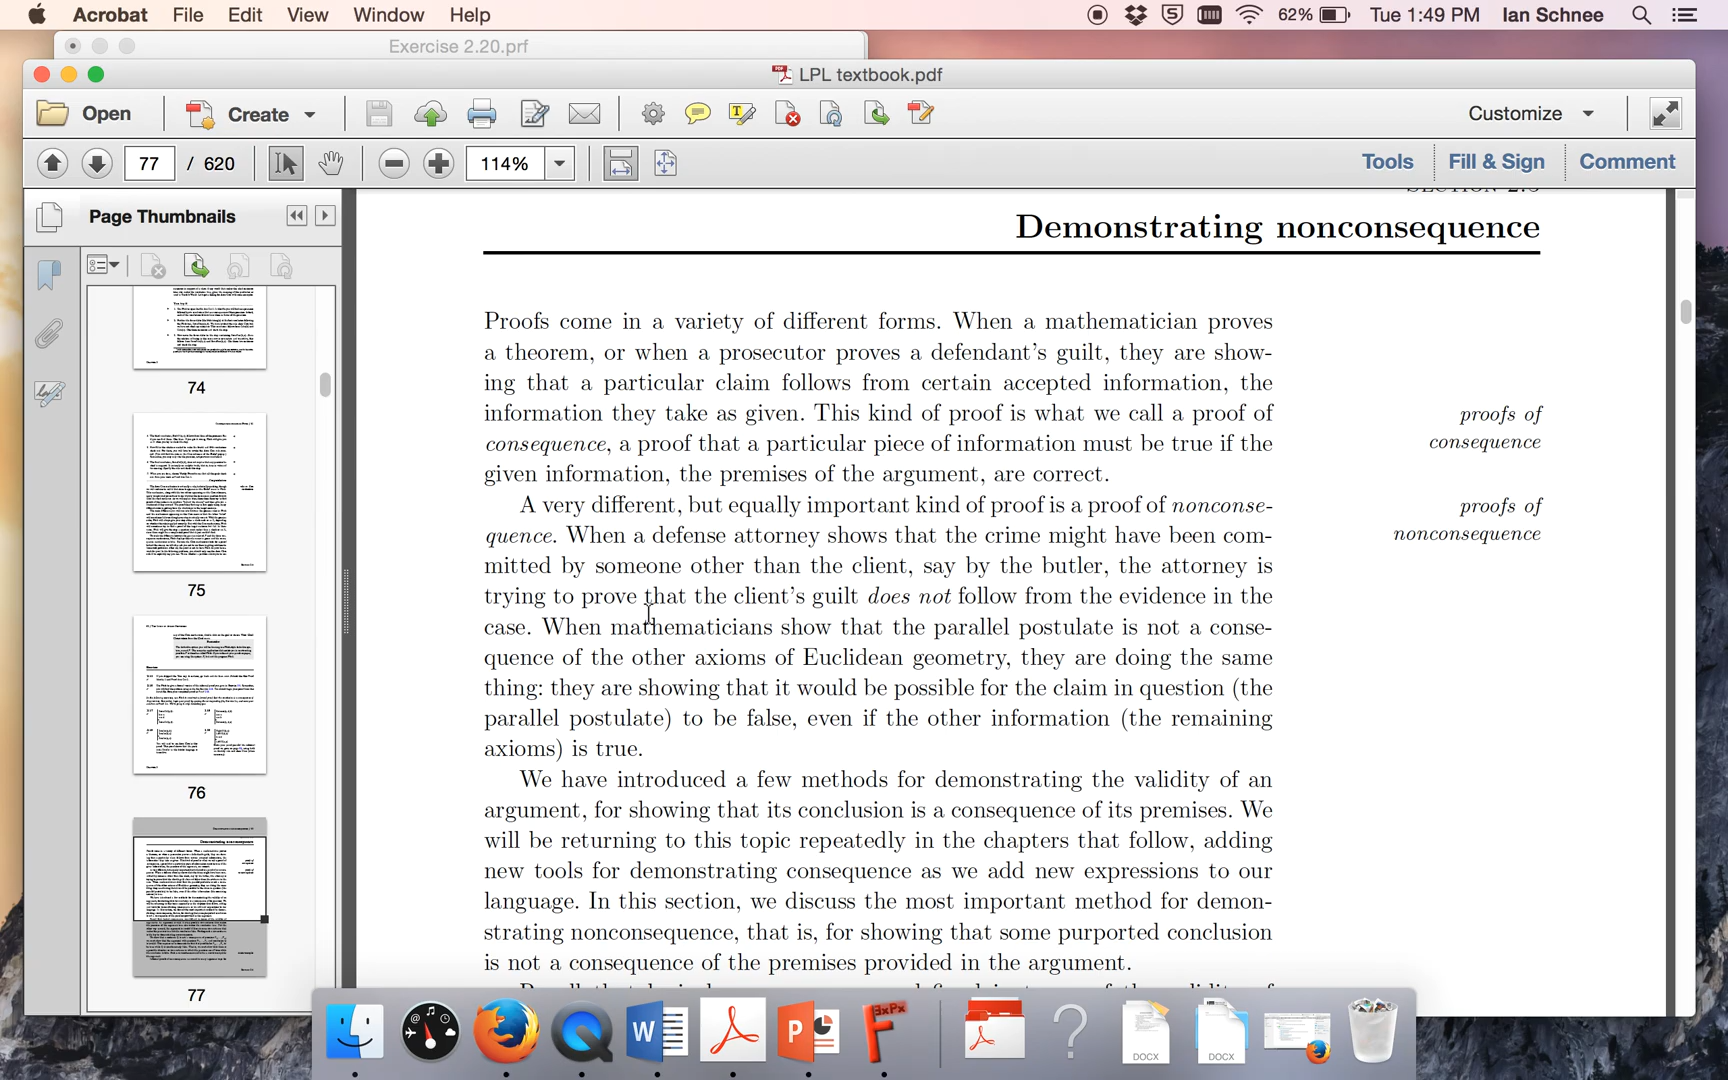 Acrobat File Edit View Window Help 62% Tue 1:49 PM Ian Schnee
Exercise 2.20.prf
LPL textbook.pdf
Open Create Customize
77 / 620 114% Tools Fill & Sign Comment
Page Thumbnails
74
75
76
77
Demonstrating nonconsequence
Proofs come in a variety of different forms. When a mathematician proves
a theorem, or when a prosecutor proves a defendant's guilt, they are show-
ing that a particular claim follows from certain accepted information, the
information they take as given. This kind of proof is what we call a proof of
consequence, a proof that a particular piece of information must be true if the
given information, the premises of the argument, are correct.
proofs of
consequence
A very different, but equally important kind of proof is a proof of nonconse-
quence. When a defense attorney shows that the crime might have been com-
mitted by someone other than the client, say by the butler, the attorney is
trying to prove that the client's guilt does not follow from the evidence in the
case. When mathematicians show that the parallel postulate is not a conse-
quence of the other axioms of Euclidean geometry, they are doing the same
thing: they are showing that it would be possible for the claim in question (the
parallel postulate) to be false, even if the other information (the remaining
axioms) is true.
proofs of
nonconsequence
We have introduced a few methods for demonstrating the validity of an
argument, for showing that its conclusion is a consequence of its premises. We
will be returning to this topic repeatedly in the chapters that follow, adding
new tools for demonstrating consequence as we add new expressions to our
language. In this section, we discuss the most important method for demon-
strating nonconsequence, that is, for showing that some purported conclusion
is not a consequence of the premises provided in the argument.
DOCX
DOCX